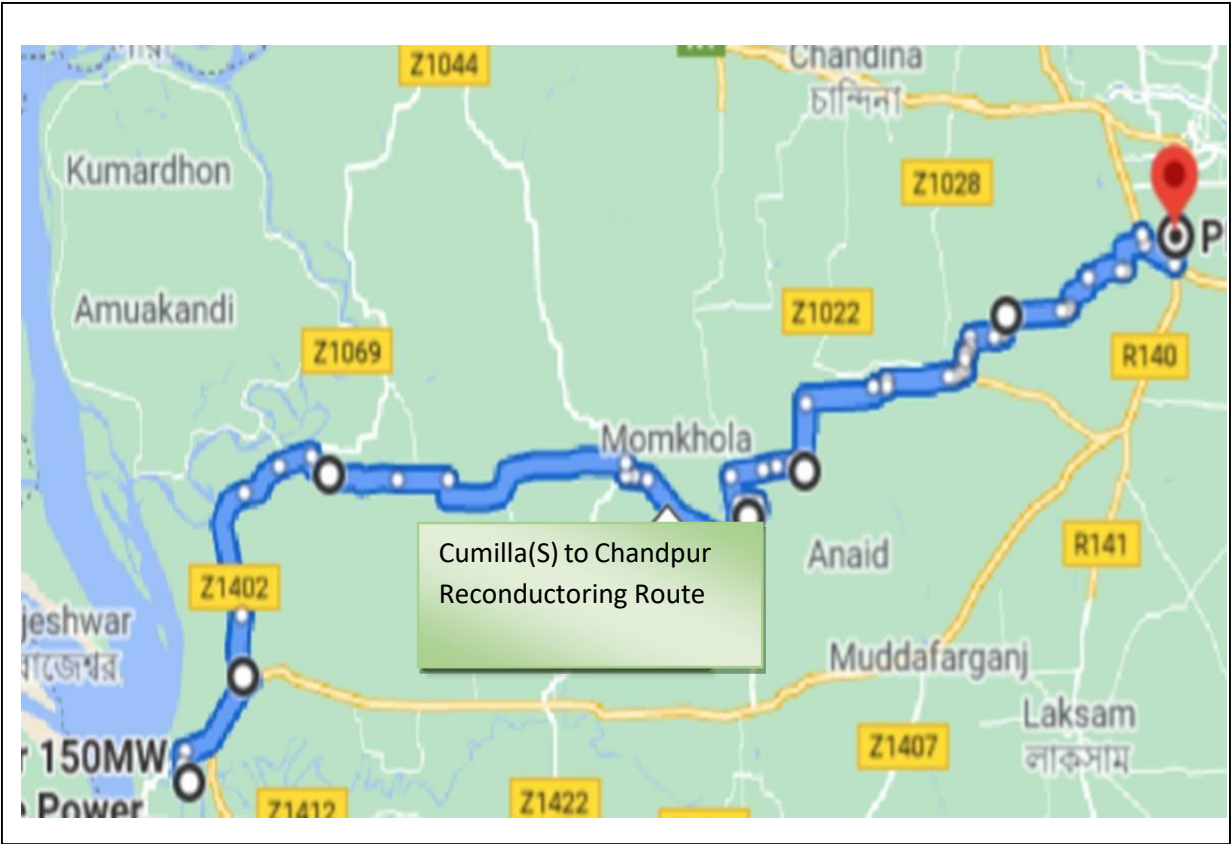 Z1044
Chandina
চান্দিনা
Kumardhon
Z1028
P
Amuakandi
Z1022
Z1069
R140
Momkhola
Cumilla(S) to Chandpur
Reconductoring Route
Anaid
R141
Z1402
jeshwar
রাজেশ্বর
Muddafarganj
Laksam
লাকসাম
Z1407
r 150MW
e Power
Z1412
Z1422